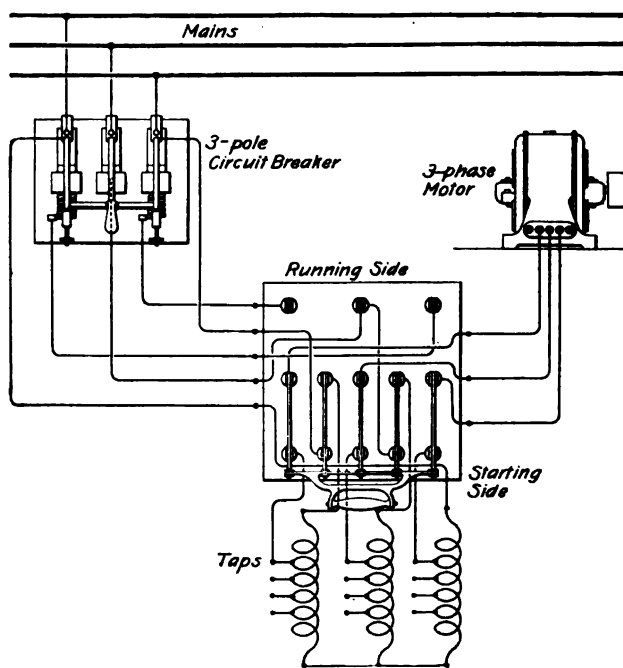 Mains
3-pole
Circuit Breaker
3-phase
Motor
Running Side
Starting
Side
Taps